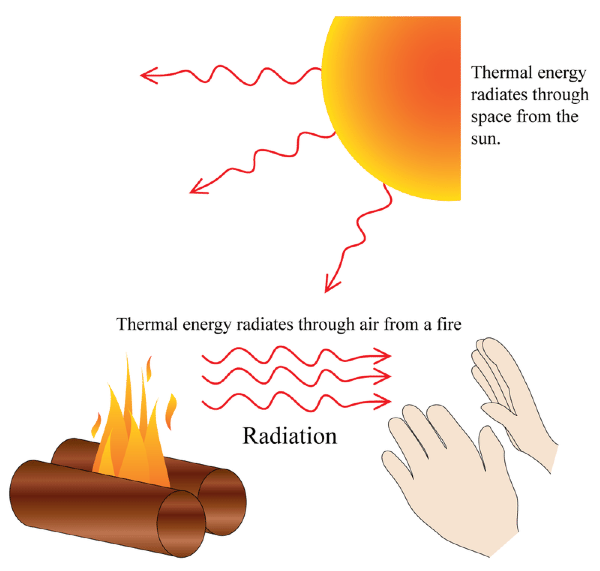 Thermal energy
radiates through
space from the
sun.
Thermal energy radiates through air from a fire
Radiation